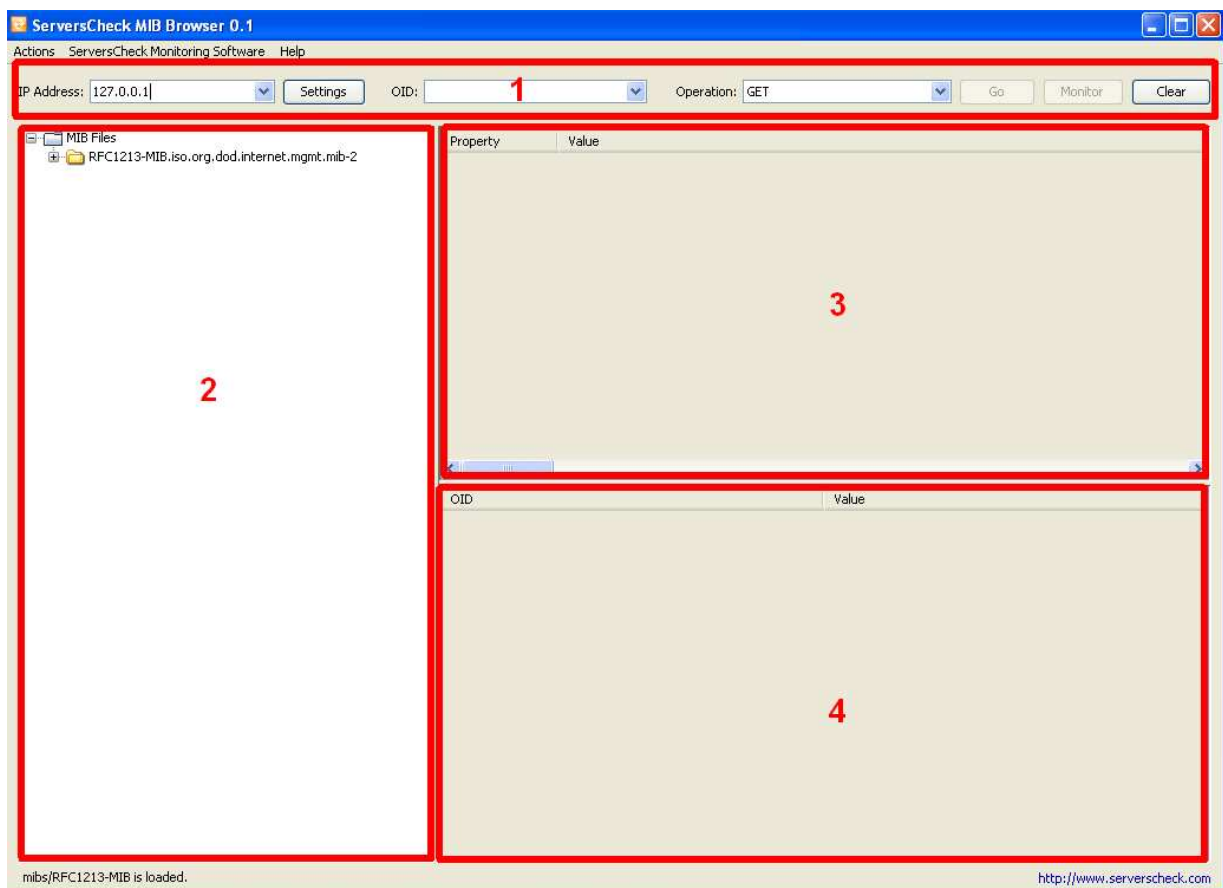 ServersCheck MIB Browser 0.1
Actions ServersCheck Monitoring Software Help
IP Address: 127.0.0.1 Settings OID: 1 Operation: GET Go Monitor Clear
MIB Files
RFC1213-MIB.iso.org.dod.internet.mgmt.mib-2
2
Property Value
3
OID Value
4
mibs/RFC1213-MIB is loaded.
http://www.serverscheck.com